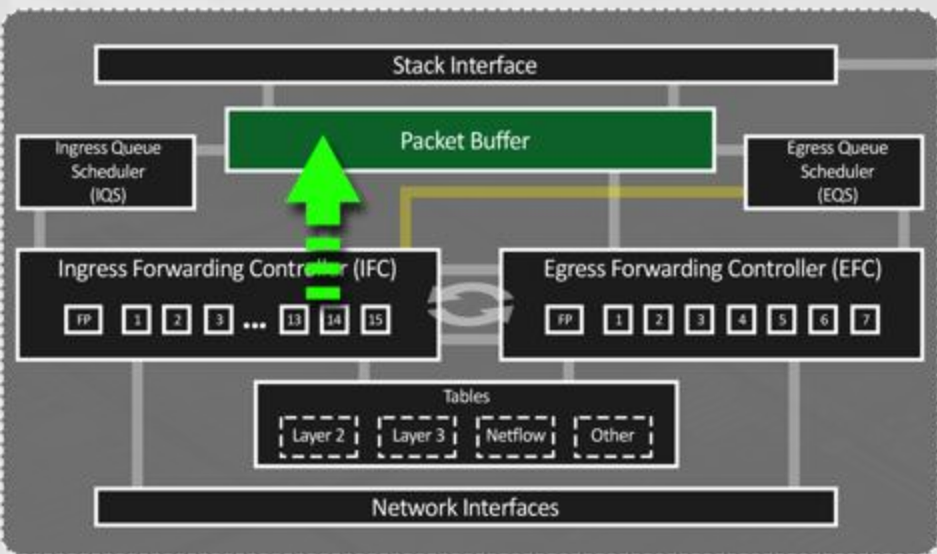 Stack Interface
Packet Buffer
Ingress Queue
Scheduler
(IQS)
Egress Queue
Scheduler
(EQS)
Ingress Forwarding Controller (IFC)
FP 1 2 3 ... 13 14 15
Egress Forwarding Controller (EFC)
FP 1 2 3 4 5 6 7
Tables
Layer 2 Layer 3 Netflow Other
Network Interfaces